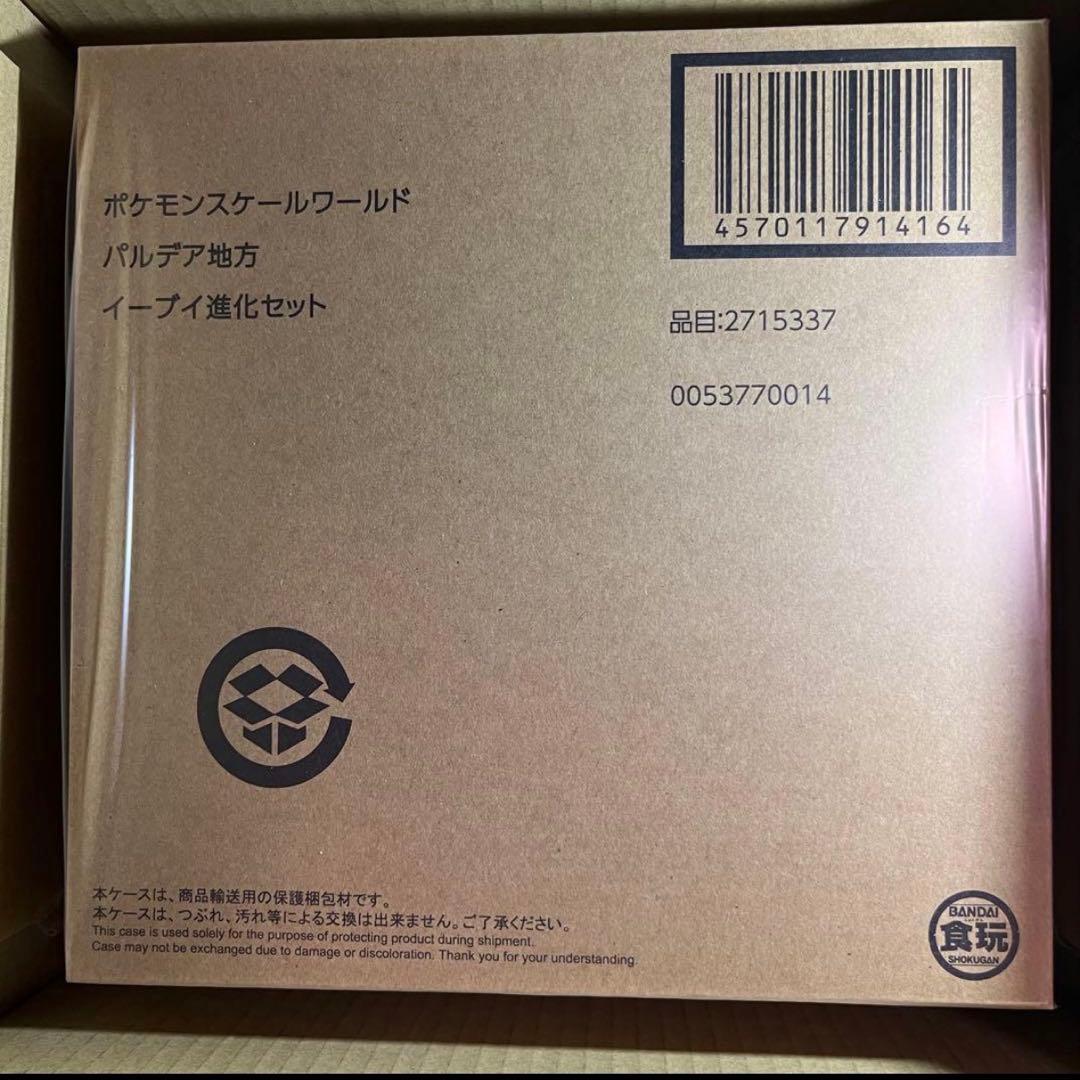 ポケモンスケールワールド
パルデア地方
イーブイ進化セット
4570117914164
品目:2715337
0053770014
本ケースは、商品輸送用の保護梱包材です。
本ケースは、つぶれ、汚れ等による交換は出来ません。ご了承ください。
This case is used solely for the purpose of protecting product during shipment.
Case may not be exchanged due to damage or discoloration. Thank you for your understanding.
BANDAI
食玩
SHOKUGAN